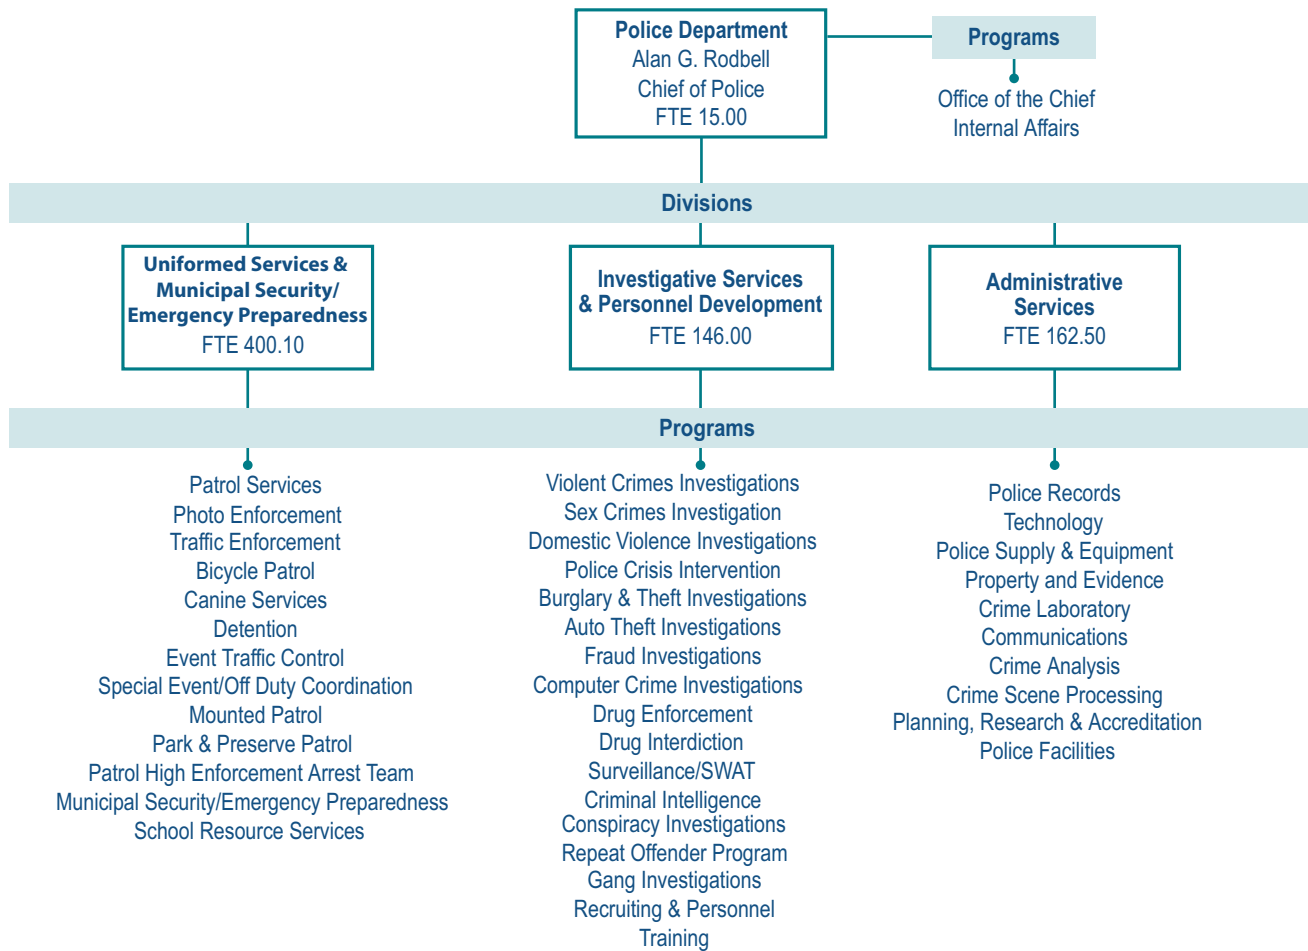 Police Department
Alan G. Rodbell
Chief of Police
FTE 15.00
Programs
Office of the Chief
Internal Affairs
Divisions
Uniformed Services &
Municipal Security/
Emergency Preparedness
FTE 400.10
Investigative Services
& Personnel Development
FTE 146.00
Administrative
Services
FTE 162.50
Programs
Patrol Services
Photo Enforcement
Traffic Enforcement
Bicycle Patrol
Canine Services
Detention
Event Traffic Control
Special Event/Off Duty Coordination
Mounted Patrol
Park & Preserve Patrol
Patrol High Enforcement Arrest Team
Municipal Security/Emergency Preparedness
School Resource Services
Violent Crimes Investigations
Sex Crimes Investigation
Domestic Violence Investigations
Police Crisis Intervention
Burglary & Theft Investigations
Auto Theft Investigations
Fraud Investigations
Computer Crime Investigations
Drug Enforcement
Drug Interdiction
Surveillance/SWAT
Criminal Intelligence
Conspiracy Investigations
Repeat Offender Program
Gang Investigations
Recruiting & Personnel
Training
Police Records
Technology
Police Supply & Equipment
Property and Evidence
Crime Laboratory
Communications
Crime Analysis
Crime Scene Processing
Planning, Research & Accreditation
Police Facilities